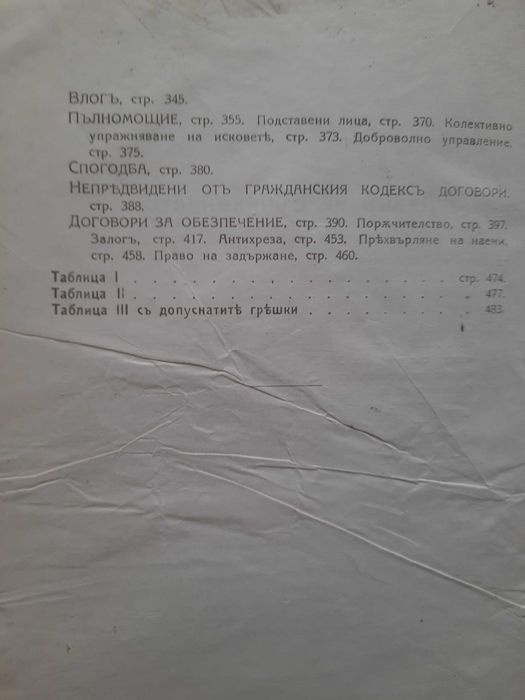 Влогъ, стр. 345.
Пълномощие, стр. 355. Подставени лица, стр. 370. Колективно
упражняване на исковетѣ, стр. 373. Доброволно управление,
стр. 375.
Спогодба, стр. 380.
Непрѣдвидени отъ гражданския кодексъ договори,
стр. 388.
Договори за обезпечение, стр. 390. Поржчителство, стр. 397.
Залогъ, стр. 417. Антихреза, стр. 453. Прѣхвърляне на наеми,
стр. 458. Право на задържане, стр. 460.
Таблица I . . . . . . . . . . . . . . . . . стр. 474.
Таблица II . . . . . . . . . . . . . . . . . „ 477.
Таблица III съ допуснатитѣ грѣшки . . . . . . . . „ 483.